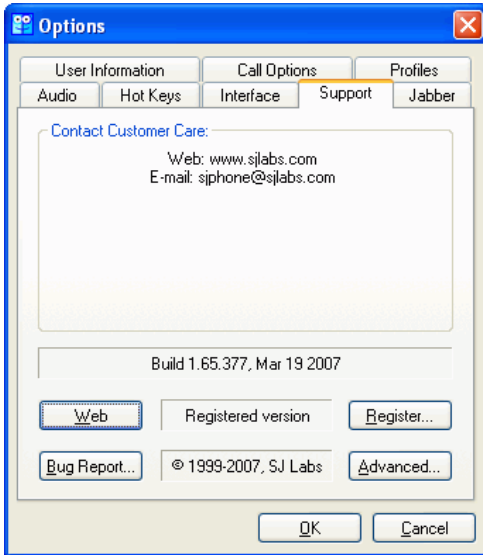 Options
User Information Call Options Profiles
Audio Hot Keys Interface Support Jabber
Contact Customer Care:
Web: www.sjlabs.com
E-mail: sjphone@sjlabs.com
Build 1.65.377, Mar 19 2007
Web Registered version Register...
Bug Report... © 1999-2007, SJ Labs Advanced...
OK Cancel